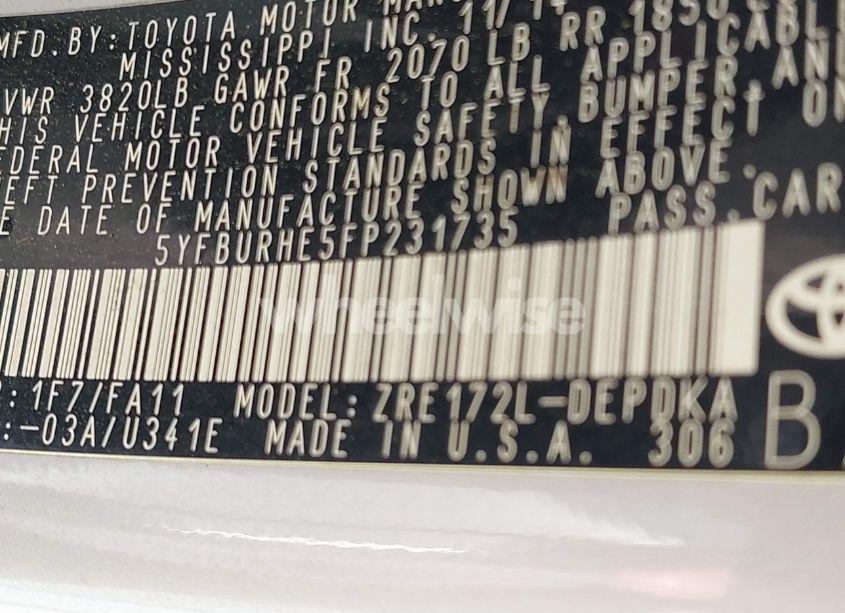 MFD. BY: TOYOTA MOTOR
MISSISSIPPI INC. 11/14
VWR 3820LB GAWR FR 2070 LB RR 1850
HIS VEHICLE CONFORMS TO ALL APPLICABLE
EDERAL MOTOR VEHICLE SAFETY, BUMPER, AND
EFT PREVENTION STANDARDS IN EFFECT ON
E DATE OF MANUFACTURE SHOWN ABOVE.
5YFBURHE5FP231735 PASS. CAR
wheelwise
: 1F7/FA11 MODEL: ZRE172L-DEPDKA
: -03A/U341E MADE IN U.S.A. 306 B